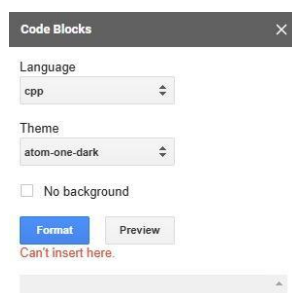 Code Blocks
Language
cpp
Theme
atom-one-dark
No background
Format Preview
Can't insert here.